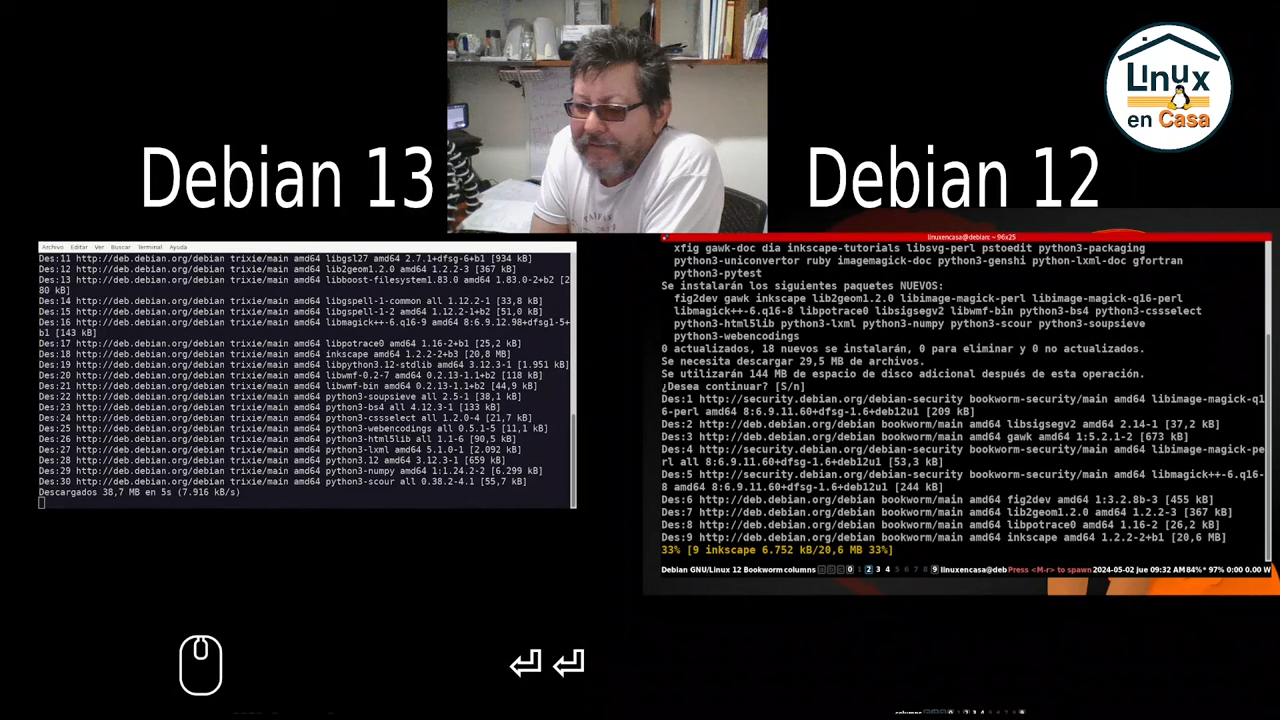 LInux
en Casa
Debian 13
Debian 12
Archivo Editar Ver Buscar Terminal Ayuda
Des:11 http://deb.debian.org/debian trixie/main amd64 libgsl27 amd64 2.7.1+dfsg-6+b1 [934 kB]
Des:12 http://deb.debian.org/debian trixie/main amd64 lib2geom1.2.0 amd64 1.2.2-3 [367 kB]
Des:13 http://deb.debian.org/debian trixie/main amd64 libboost-filesystem1.83.0 amd64 1.83.0-2+b2 [2
80 kB]
Des:14 http://deb.debian.org/debian trixie/main amd64 libgspell-1-common all 1.12.2-1 [33,8 kB]
Des:15 http://deb.debian.org/debian trixie/main amd64 libgspell-1-2 amd64 1.12.2-1+b2 [51,0 kB]
Des:16 http://deb.debian.org/debian trixie/main amd64 libmagick++-6.q16-9 amd64 8:6.9.12.98+dfsg1-5+
b1 [143 kB]
Des:17 http://deb.debian.org/debian trixie/main amd64 libpotrace0 amd64 1.16-2+b1 [25,2 kB]
Des:18 http://deb.debian.org/debian trixie/main amd64 inkscape amd64 1.2.2-2+b3 [20,8 MB]
Des:19 http://deb.debian.org/debian trixie/main amd64 libpython3.12-stdlib amd64 3.12.3-1 [1.951 kB]
Des:20 http://deb.debian.org/debian trixie/main amd64 libwmf-0.2-7 amd64 0.2.13-1.1+b2 [118 kB]
Des:21 http://deb.debian.org/debian trixie/main amd64 libwmf-bin amd64 0.2.13-1.1+b2 [44,9 kB]
Des:22 http://deb.debian.org/debian trixie/main amd64 python3-soupsieve all 2.5-1 [38,1 kB]
Des:23 http://deb.debian.org/debian trixie/main amd64 python3-bs4 all 4.12.3-1 [133 kB]
Des:24 http://deb.debian.org/debian trixie/main amd64 python3-cssselect all 1.2.0-4 [21,7 kB]
Des:25 http://deb.debian.org/debian trixie/main amd64 python3-webencodings all 0.5.1-5 [11,1 kB]
Des:26 http://deb.debian.org/debian trixie/main amd64 python3-html5lib all 1.1-6 [90,5 kB]
Des:27 http://deb.debian.org/debian trixie/main amd64 python3-lxml amd64 5.1.0-1 [2.092 kB]
Des:28 http://deb.debian.org/debian trixie/main amd64 python3.12 amd64 3.12.3-1 [659 kB]
Des:29 http://deb.debian.org/debian trixie/main amd64 python3-numpy amd64 1:1.24.2-2 [6.299 kB]
Des:30 http://deb.debian.org/debian trixie/main amd64 python3-scour all 0.38.2-4.1 [55,7 kB]
Descargados 38,7 MB en 5s (7.916 kB/s)
linuxencasa@debian: ~ 96x25
xfig gawk-doc dia inkscape-tutorials libsvg-perl pstoedit python3-packaging
python3-uniconvertor ruby imagemagick-doc python3-genshi python-lxml-doc gfortran
python3-pytest
Se instalarán los siguientes paquetes NUEVOS:
fig2dev gawk inkscape lib2geom1.2.0 libimage-magick-perl libimage-magick-q16-perl
libmagick++-6.q16-8 libpotrace0 libsigsegv2 libwmf-bin python3-bs4 python3-cssselect
python3-html5lib python3-lxml python3-numpy python3-scour python3-soupsieve
python3-webencodings
0 actualizados, 18 nuevos se instalarán, 0 para eliminar y 0 no actualizados.
Se necesita descargar 29,5 MB de archivos.
Se utilizarán 144 MB de espacio de disco adicional después de esta operación.
¿Desea continuar? [S/n]
Des:1 http://security.debian.org/debian-security bookworm-security/main amd64 libimage-magick-q1
6-perl amd64 8:6.9.11.60+dfsg-1.6+deb12u1 [209 kB]
Des:2 http://deb.debian.org/debian bookworm/main amd64 libsigsegv2 amd64 2.14-1 [37,2 kB]
Des:3 http://deb.debian.org/debian bookworm/main amd64 gawk amd64 1:5.2.1-2 [673 kB]
Des:4 http://security.debian.org/debian-security bookworm-security/main amd64 libimage-magick-pe
rl all 8:6.9.11.60+dfsg-1.6+deb12u1 [53,3 kB]
Des:5 http://security.debian.org/debian-security bookworm-security/main amd64 libmagick++-6.q16-
8 amd64 8:6.9.11.60+dfsg-1.6+deb12u1 [244 kB]
Des:6 http://deb.debian.org/debian bookworm/main amd64 fig2dev amd64 1:3.2.8b-3 [455 kB]
Des:7 http://deb.debian.org/debian bookworm/main amd64 lib2geom1.2.0 amd64 1.2.2-3 [367 kB]
Des:8 http://deb.debian.org/debian bookworm/main amd64 libpotrace0 amd64 1.16-2 [26,2 kB]
Des:9 http://deb.debian.org/debian bookworm/main amd64 inkscape amd64 1.2.2-2+b1 [20,6 MB]
33% [9 inkscape 6.752 kB/20,6 MB 33%]
Debian GNU/Linux 12 Bookworm columns 0 1 2 3 4 5 6 7 8 9 linuxencasa@deb Press <M-r> to spawn 2024-05-02 jue 09:32 AM 84%* 97% 0:00 0.00 W